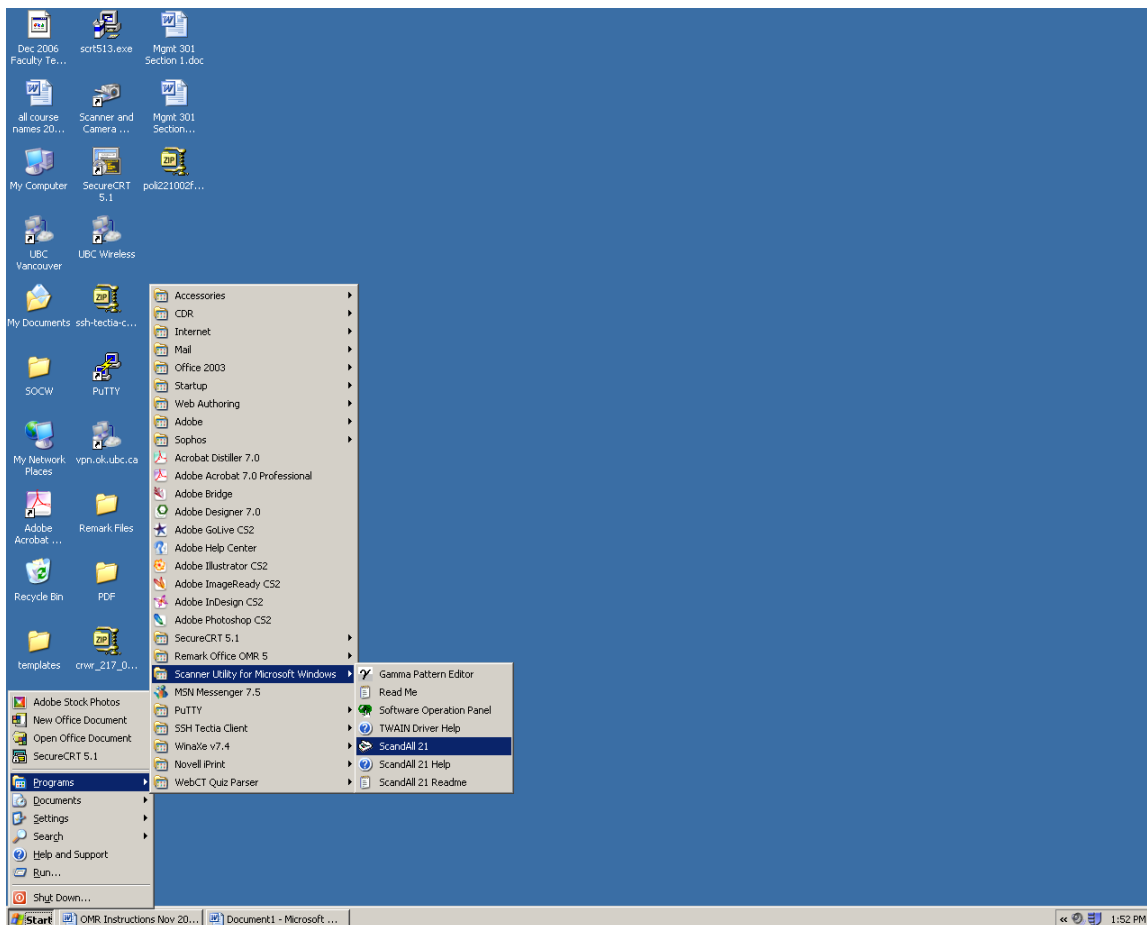 Dec 2006
Faculty Te...
scrt513.exe
Mgmt 301
Section 1.doc
all course
names 20...
Scanner and
Camera ...
Mgmt 301
Section...
My Computer
SecureCRT
5.1
poli221002f...
UBC
Vancouver
UBC Wireless
My Documents
ssh-tectia-c...
SOCW
PuTTY
My Network
Places
vpn.ok.ubc.ca
Adobe
Acrobat ...
Remark Files
Recycle Bin
PDF
templates
crwr_217_0...
Accessories
CDR
Internet
Mail
Office 2003
Startup
Web Authoring
Adobe
Sophos
Acrobat Distiller 7.0
Adobe Acrobat 7.0 Professional
Adobe Bridge
Adobe Designer 7.0
Adobe GoLive CS2
Adobe Help Center
Adobe Illustrator CS2
Adobe ImageReady CS2
Adobe InDesign CS2
Adobe Photoshop CS2
SecureCRT 5.1
Remark Office OMR 5
Scanner Utility for Microsoft Windows
MSN Messenger 7.5
PuTTY
SSH Tectia Client
WinaXe v7.4
Novell iPrint
WebCT Quiz Parser
Gamma Pattern Editor
Read Me
Software Operation Panel
TWAIN Driver Help
ScandAll 21
ScandAll 21 Help
ScandAll 21 Readme
Adobe Stock Photos
New Office Document
Open Office Document
SecureCRT 5.1
Programs
Documents
Settings
Search
Help and Support
Run...
Shut Down...
Start
OMR Instructions Nov 20...
Document1 - Microsoft ...
1:52 PM